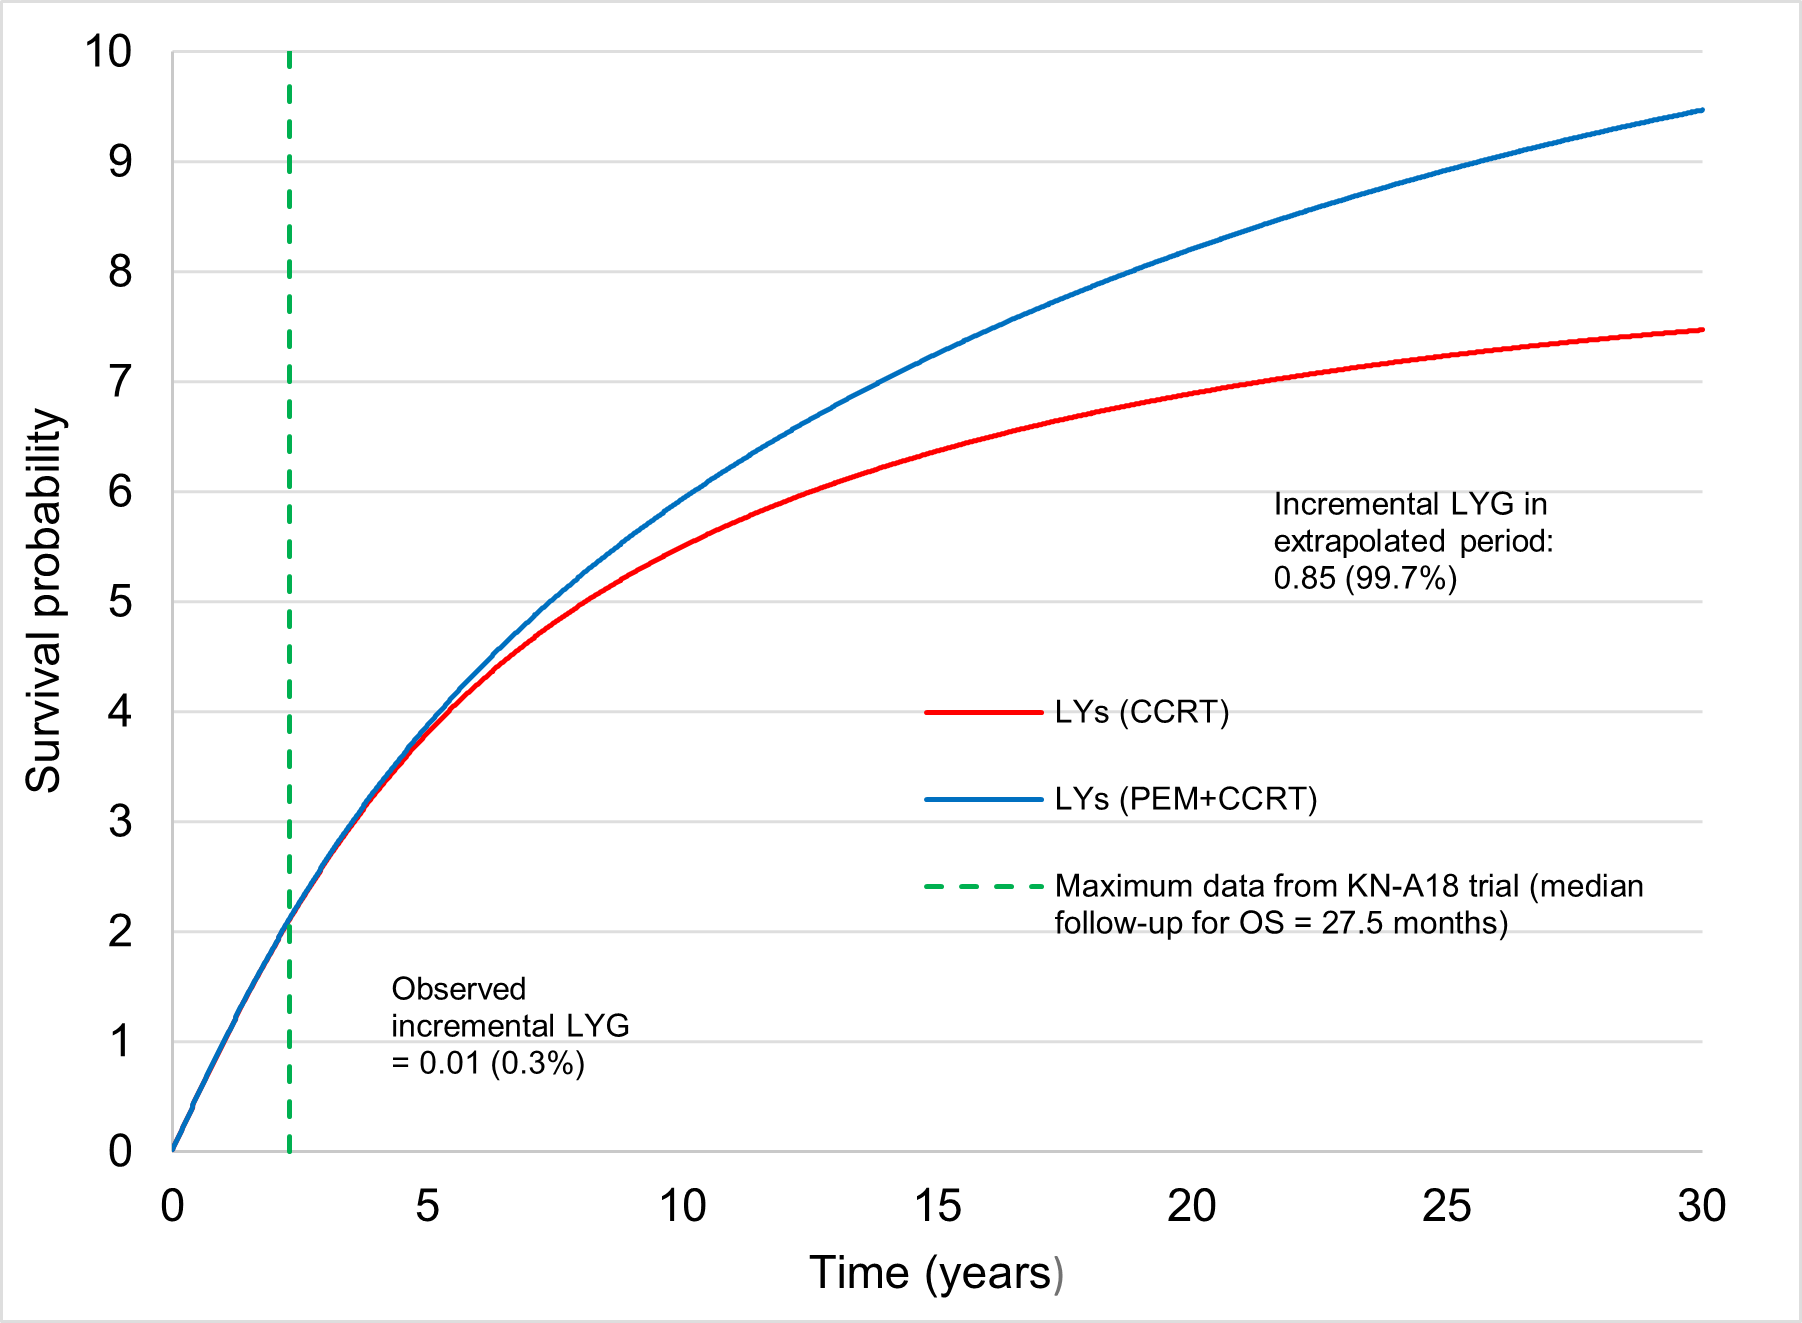 10
9
8
7
6
5
4
3
2
1
0
Survival probability
Incremental LYG in
extrapolated period:
0.85 (99.7%)
LYs (CCRT)
LYs (PEM+CCRT)
Maximum data from KN-A18 trial (median
follow-up for OS = 27.5 months)
Observed
incremental LYG
= 0.01 (0.3%)
0 5 10 15 20 25 30
Time (years)